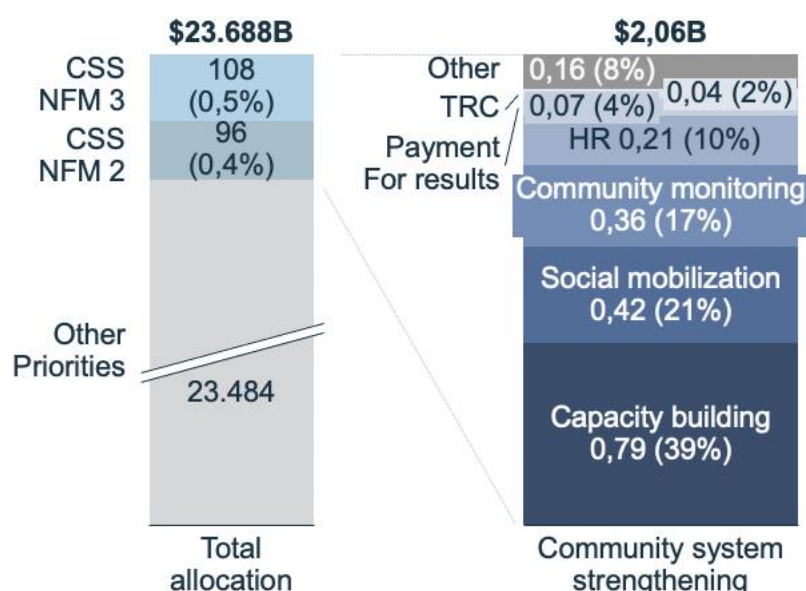 $23.688B
CSS
NFM 3
108
(0,5%)
CSS
NFM 2
96
(0,4%)
Other
Priorities
23.484
Total
allocation
$2,06B
Other
0,16 (8%)
TRC
0,04 (2%)
Payment
For results
0,07 (4%)
HR 0,21 (10%)
Community monitoring
0,36 (17%)
Social mobilization
0,42 (21%)
Capacity building
0,79 (39%)
Community system
strengthening